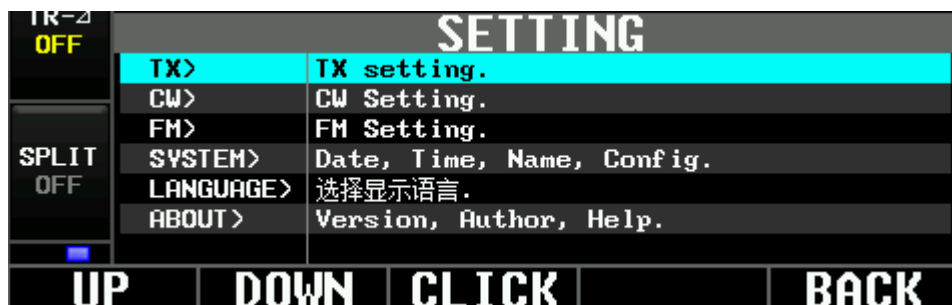 TR-⊿
OFF
SETTING
TX> TX setting.
CW> CW Setting.
FM> FM Setting.
SPLIT
OFF
SYSTEM> Date, Time, Name, Config.
LANGUAGE> 选择显示语言.
ABOUT> Version, Author, Help.
UP DOWN CLICK BACK